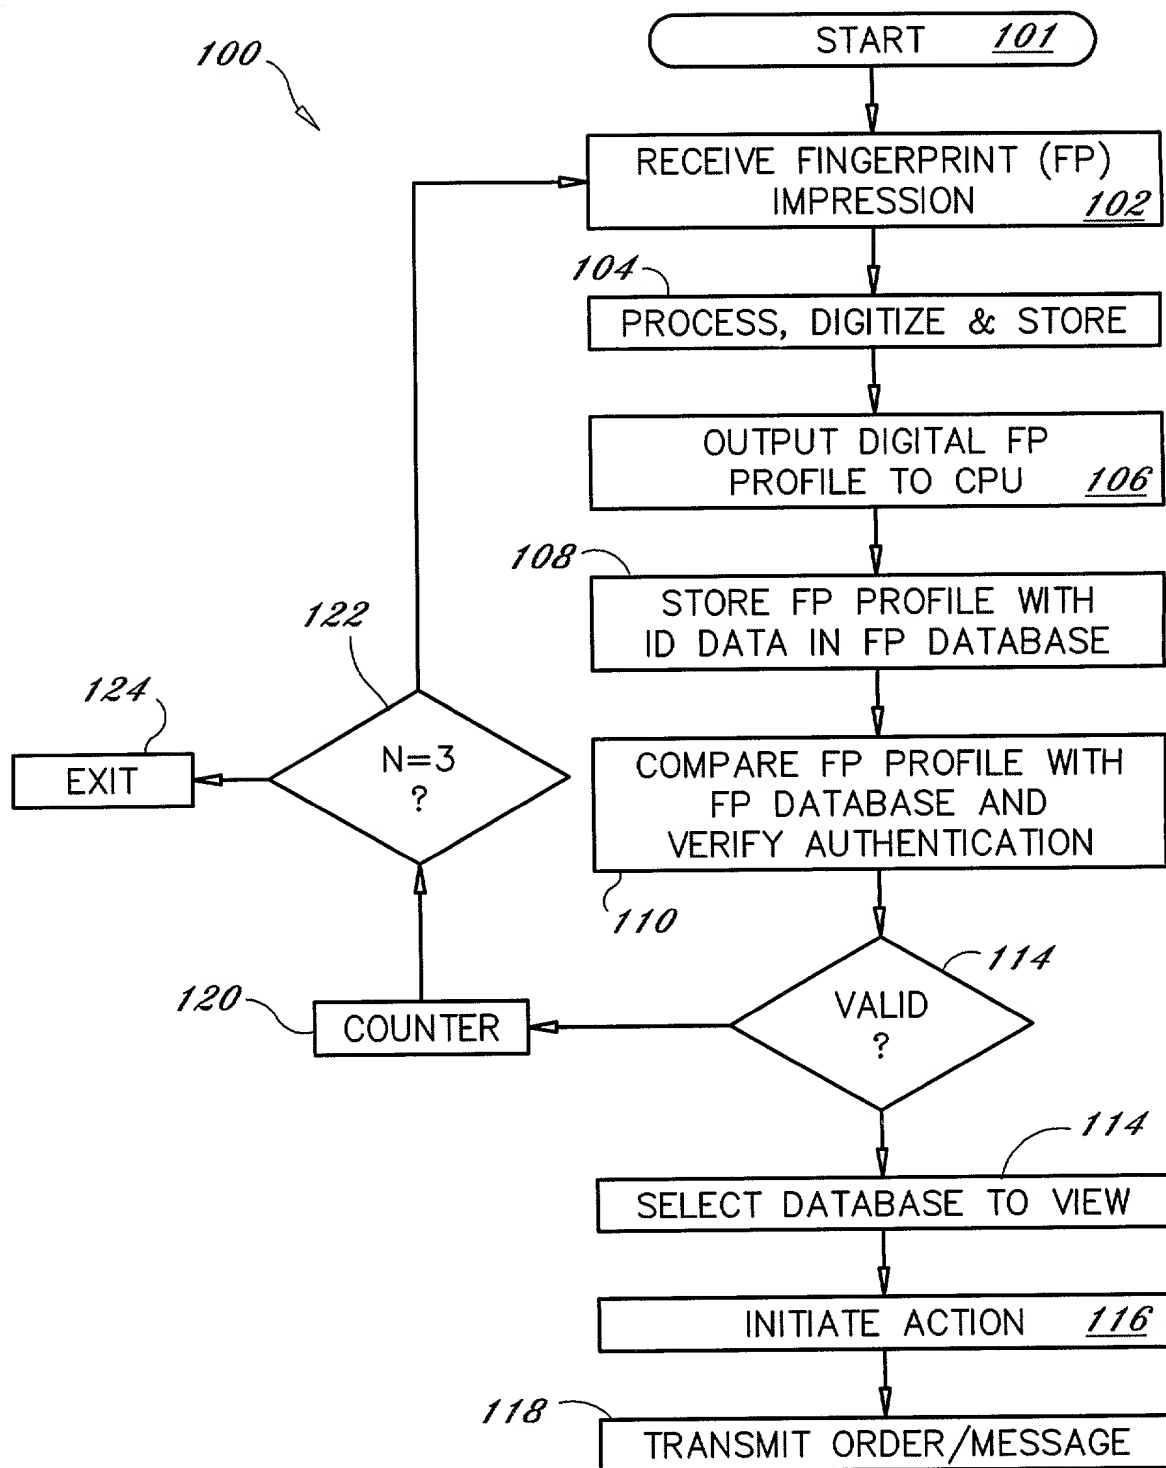 100
START 101
RECEIVE FINGERPRINT (FP)
IMPRESSION 102
104
PROCESS, DIGITIZE & STORE
OUTPUT DIGITAL FP
PROFILE TO CPU 106
108
STORE FP PROFILE WITH
ID DATA IN FP DATABASE
122
124
N=3
?
EXIT
COMPARE FP PROFILE WITH
FP DATABASE AND
VERIFY AUTHENTICATION
110
114
VALID
?
120
COUNTER
114
SELECT DATABASE TO VIEW
INITIATE ACTION 116
118
TRANSMIT ORDER/MESSAGE